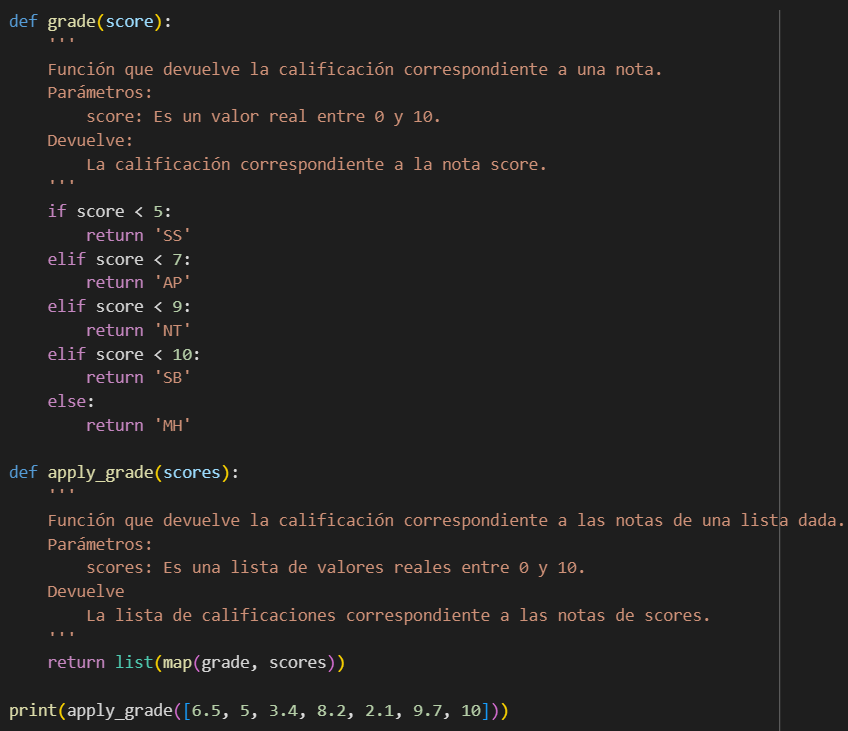 def grade(score):
    '''
    Función que devuelve la calificación correspondiente a una nota.
    Parámetros:
        score: Es un valor real entre 0 y 10.
    Devuelve:
        La calificación correspondiente a la nota score.
    '''
    if score < 5:
        return 'SS'
    elif score < 7:
        return 'AP'
    elif score < 9:
        return 'NT'
    elif score < 10:
        return 'SB'
    else:
        return 'MH'

def apply_grade(scores):
    '''
    Función que devuelve la calificación correspondiente a las notas de una lista dada.
    Parámetros:
        scores: Es una lista de valores reales entre 0 y 10.
    Devuelve
        La lista de calificaciones correspondiente a las notas de scores.
    '''
    return list(map(grade, scores))

print(apply_grade([6.5, 5, 3.4, 8.2, 2.1, 9.7, 10]))